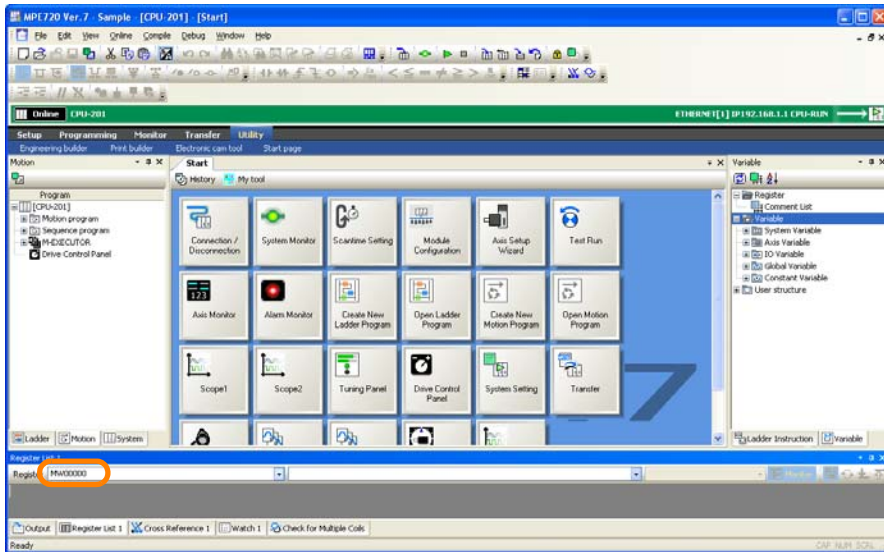 MPE720 Ver.7 - Sample - [CPU-201] - [Start]
File Edit View Online Compile Debug Window Help
Online CPU-201 ETHERNET[1] IP192.168.1.1 CPU-RUN
Setup Programming Monitor Transfer Utility
Engineering builder Print builder Electronic cam tool Start page
Motion
Start
Variable
History My tool
Program
[CPU-201]
Motion program
Sequence program
M-EXECUTOR
Drive Control Panel
Register
Comment List
Variable
System Variable
Axis Variable
IO Variable
Global Variable
Constant Variable
User structure
Connection / Disconnection
System Monitor
Scantime Setting
Module Configuration
Axis Setup Wizard
Test Run
Axis Monitor
Alarm Monitor
Create New Ladder Program
Open Ladder Program
Create New Motion Program
Open Motion Program
Scope1
Scope2
Tuning Panel
Drive Control Panel
System Setting
Transfer
7
Ladder Motion System
Ladder Instruction Variable
Register List 1
Register MW00000
Output Register List 1 Cross Reference 1 Watch 1 Check for Multiple Coils
Ready
CAP NUM SCRL